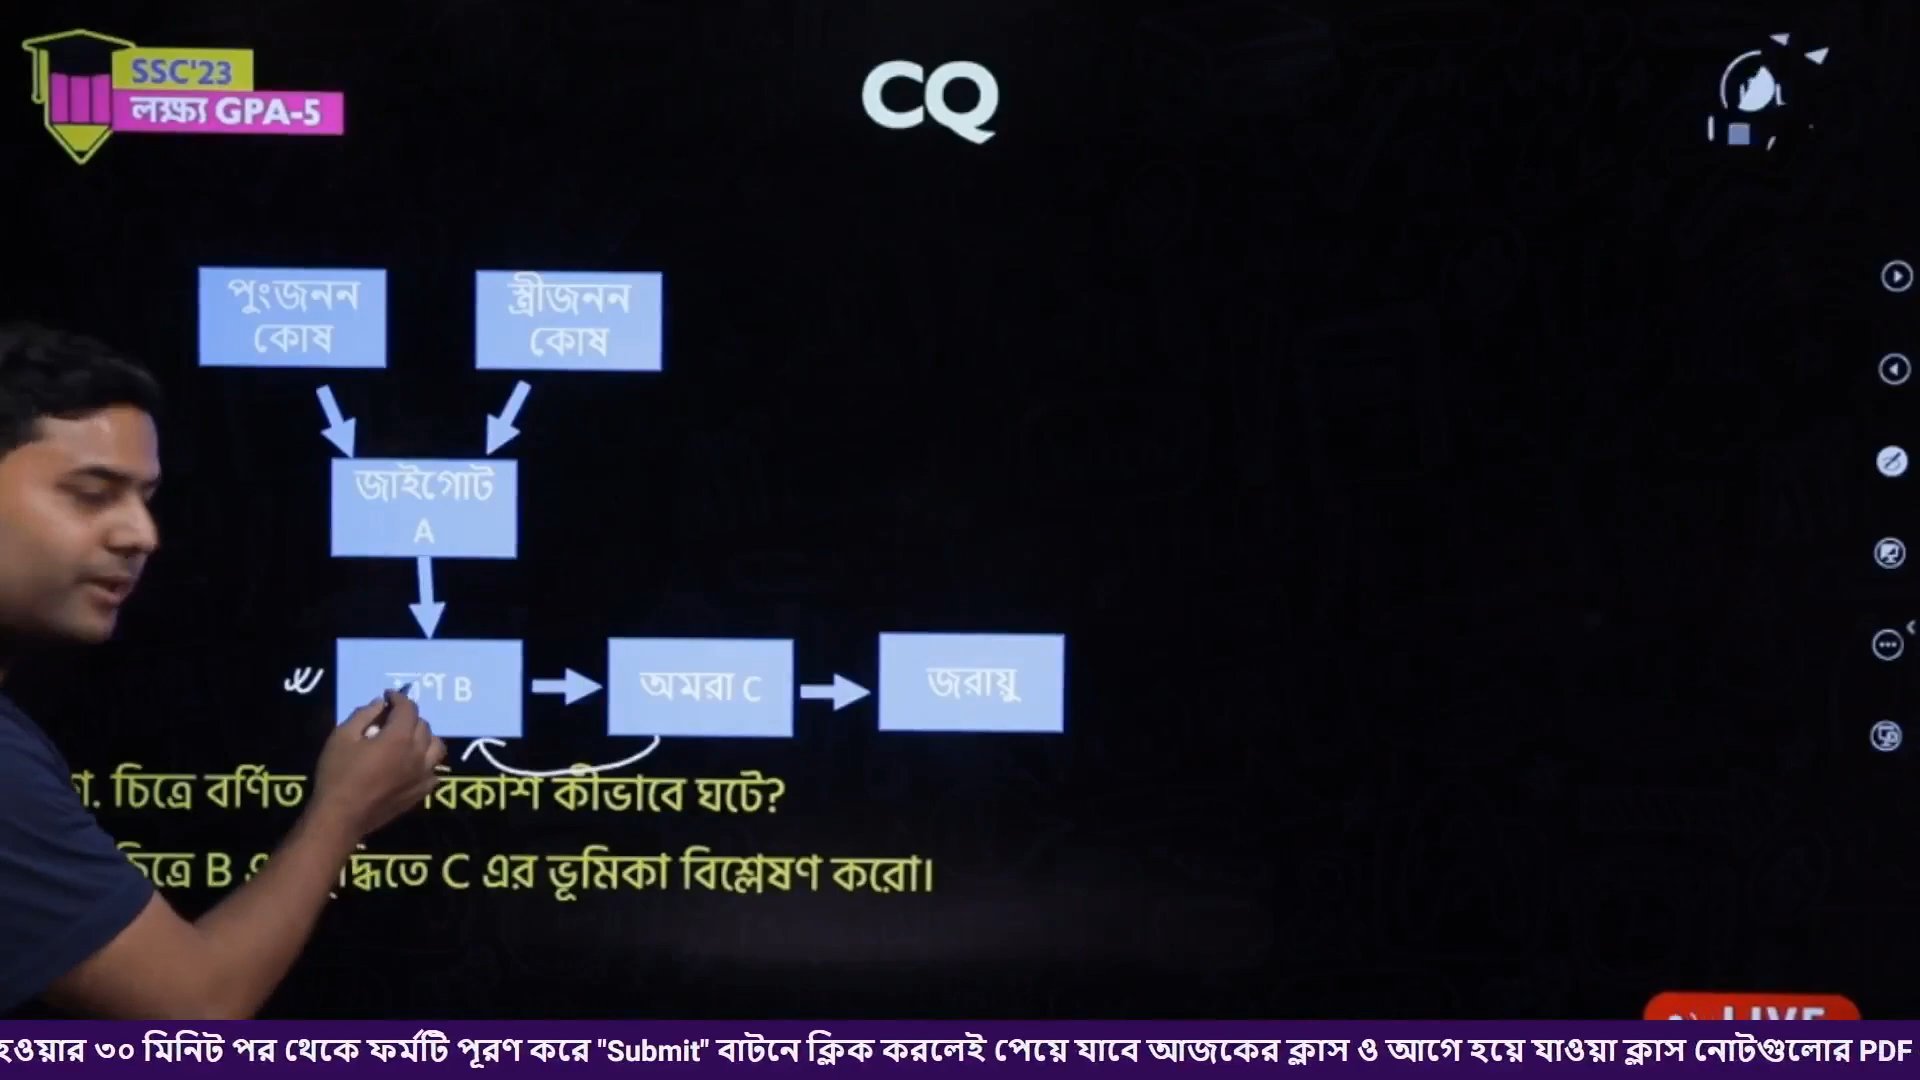 SSC'23
লক্ষ্য GPA-5
CQ
পুংজনন
কোষ
স্ত্রীজনন
কোষ
জাইগোট
A
B
অমরা C
জরায়ু
চিত্রে বর্ণিত বিকাশ কীভাবে ঘটে?
B C এর ভূমিকা বিশ্লেষণ করো।
LIVE
৩০ মিনিট পর থেকে ফর্মটি পূরণ করে "Submit" বাটনে ক্লিক করলেই পেয়ে যাবে আজকের ক্লাস ও আগে হয়ে যাওয়া ক্লাস নোটগুলোর PDF